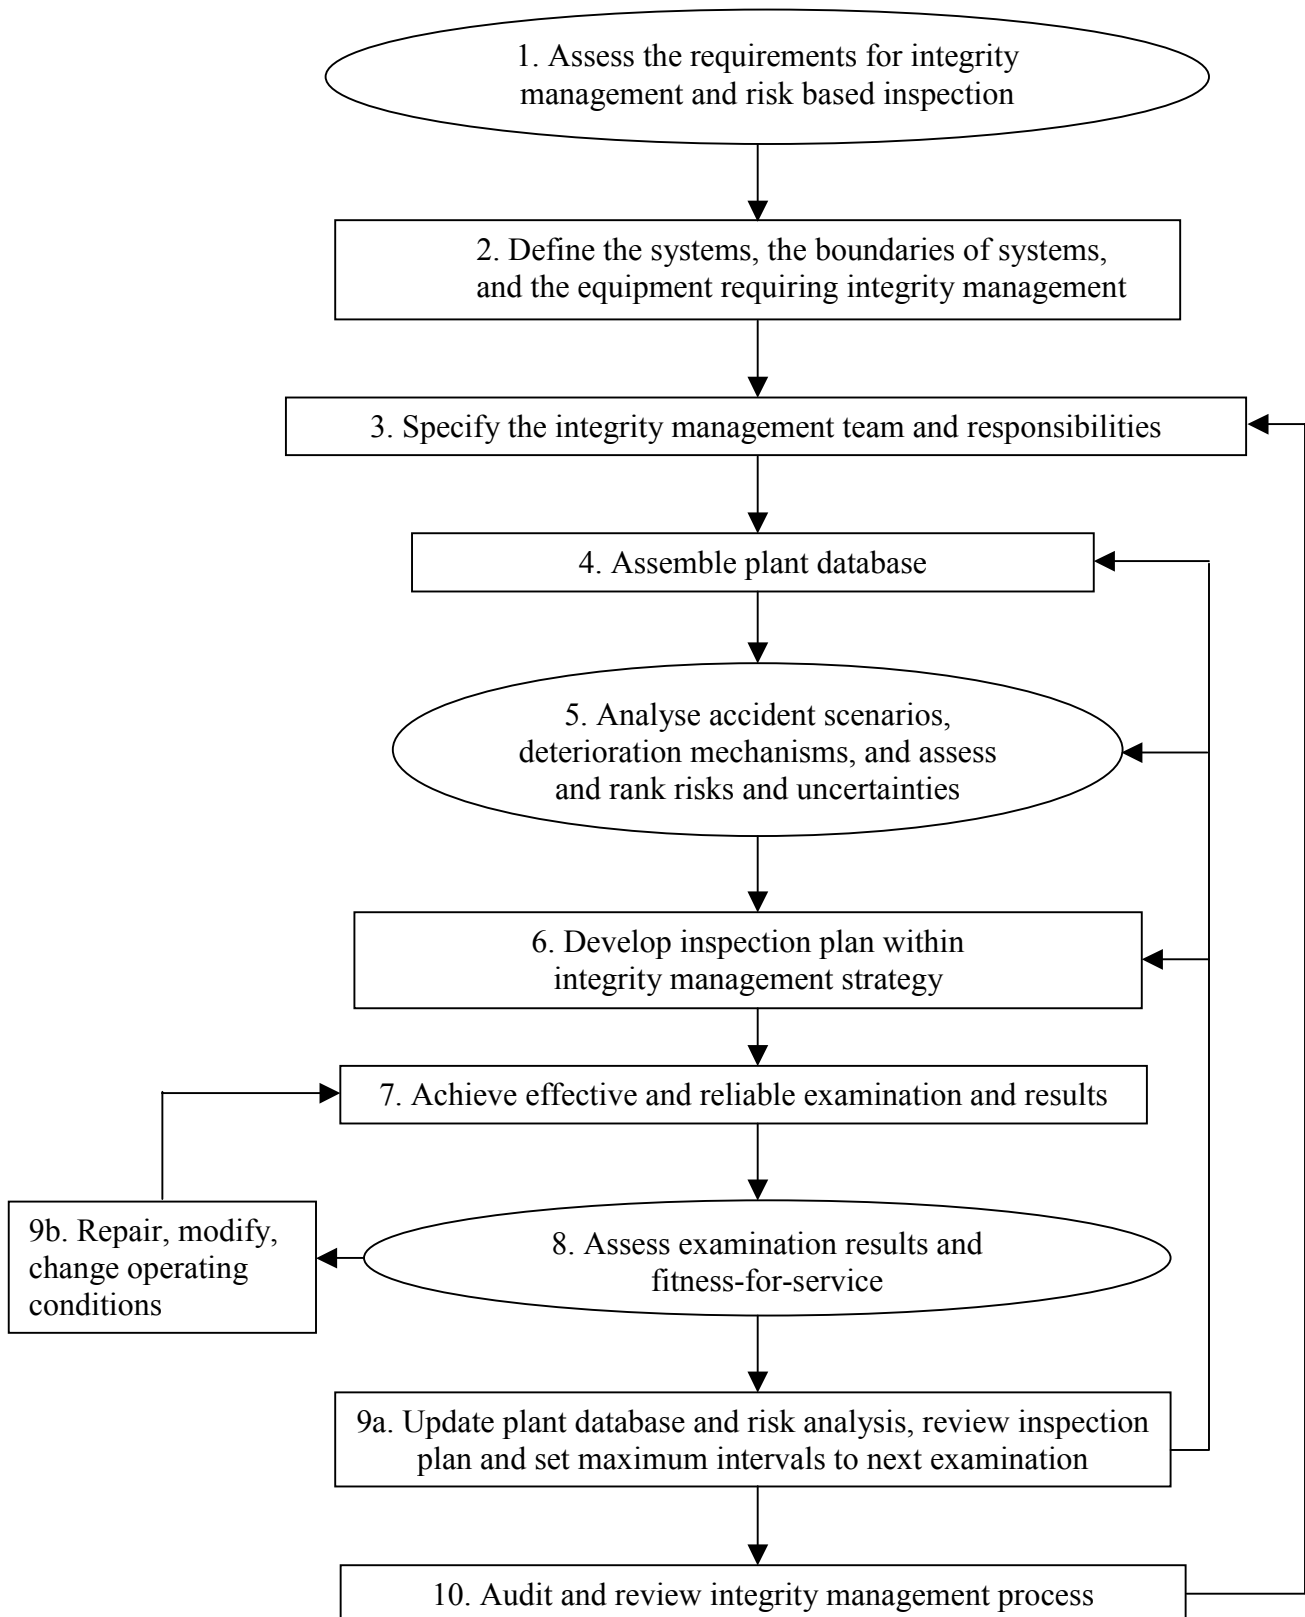 1. Assess the requirements for integrity
management and risk based inspection
2. Define the systems, the boundaries of systems,
and the equipment requiring integrity management
3. Specify the integrity management team and responsibilities
4. Assemble plant database
5. Analyse accident scenarios,
deterioration mechanisms, and assess
and rank risks and uncertainties
6. Develop inspection plan within
integrity management strategy
7. Achieve effective and reliable examination and results
9b. Repair, modify,
change operating
conditions
8. Assess examination results and
fitness-for-service
9a. Update plant database and risk analysis, review inspection
plan and set maximum intervals to next examination
10. Audit and review integrity management process